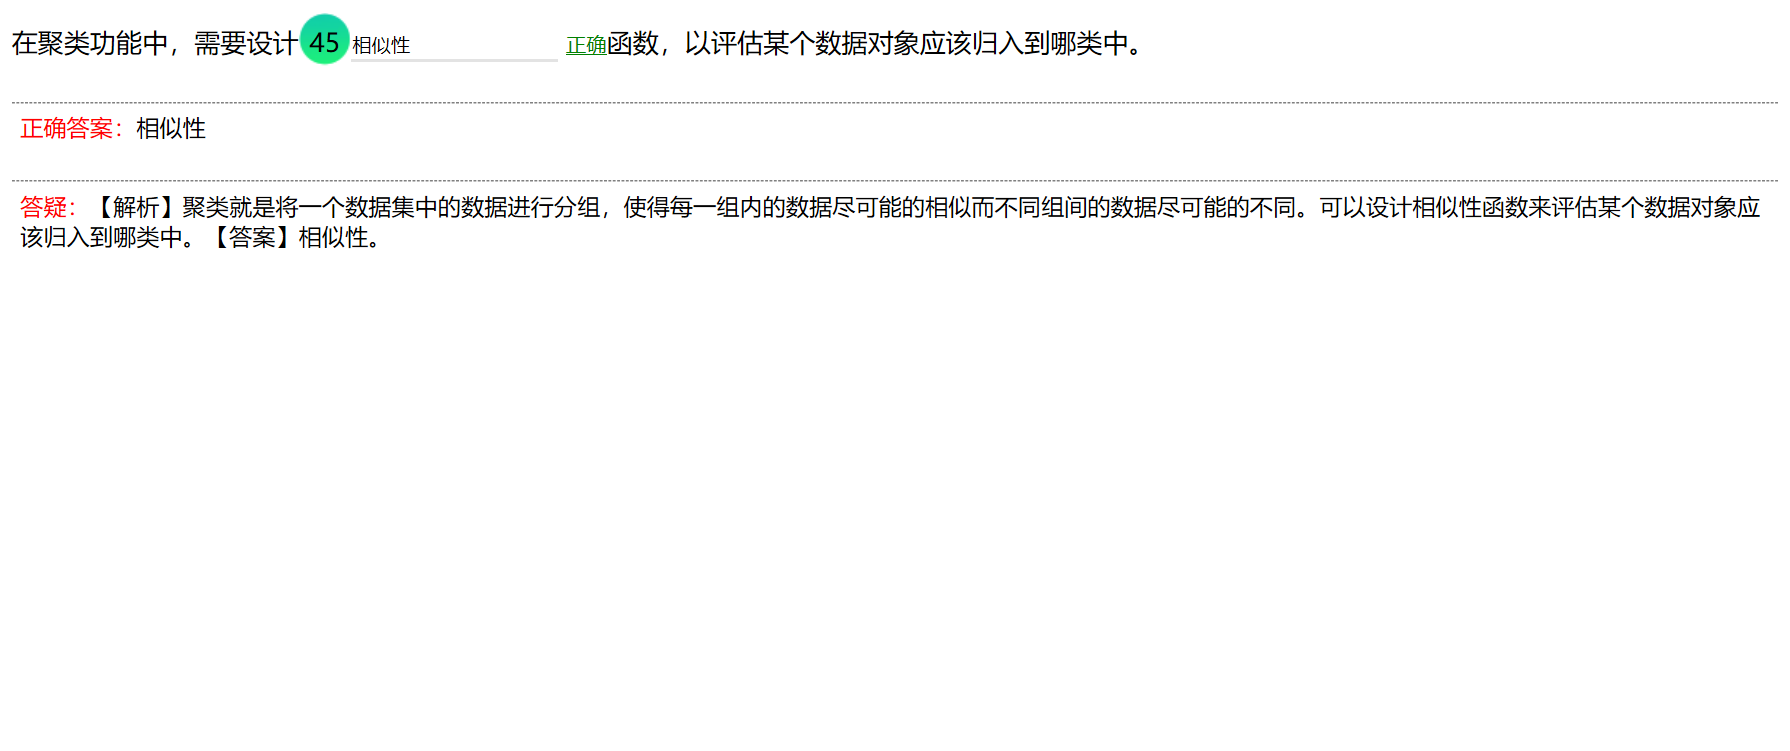 在聚类功能中，需要设计 45 相似性 正确函数，以评估某个数据对象应该归入到哪类中。
正确答案：相似性
答疑：【解析】聚类就是将一个数据集中的数据进行分组，使得每一组内的数据尽可能的相似而不同组间的数据尽可能的不同。可以设计相似性函数来评估某个数据对象应
该归入到哪类中。【答案】相似性。